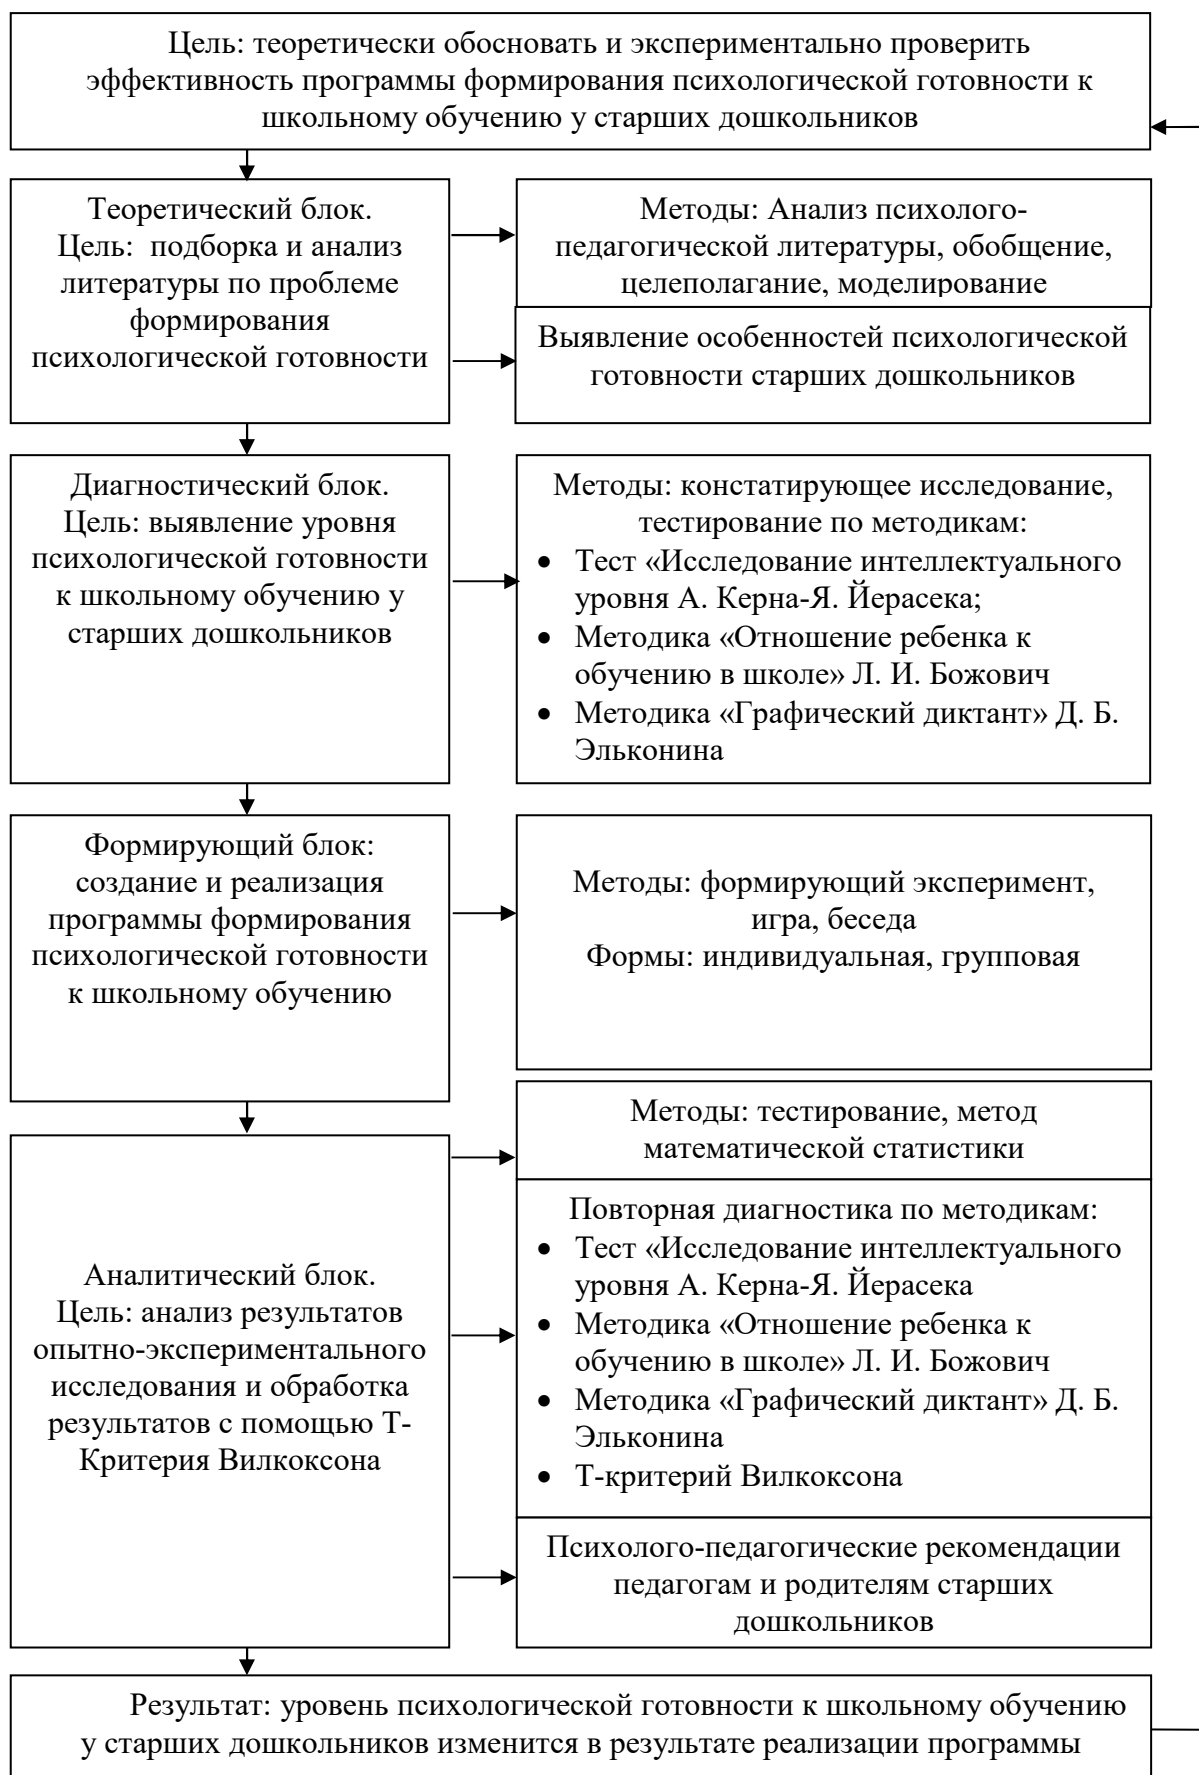 Цель: теоретически обосновать и экспериментально проверить
эффективность программы формирования психологической готовности к
школьному обучению у старших дошкольников
Теоретический блок.
Цель: подборка и анализ
литературы по проблеме
формирования
психологической готовности
Методы: Анализ психолого-
педагогической литературы, обобщение,
целеполагание, моделирование
Выявление особенностей психологической
готовности старших дошкольников
Диагностический блок.
Цель: выявление уровня
психологической готовности
к школьному обучению у
старших дошкольников
Методы: констатирующее исследование,
тестирование по методикам:
• Тест «Исследование интеллектуального
уровня А. Керна-Я. Йерасека;
• Методика «Отношение ребенка к
обучению в школе» Л. И. Божович
• Методика «Графический диктант» Д. Б.
Эльконина
Формирующий блок:
создание и реализация
программы формирования
психологической готовности
к школьному обучению
Методы: формирующий эксперимент,
игра, беседа
Формы: индивидуальная, групповая
Аналитический блок.
Цель: анализ результатов
опытно-экспериментального
исследования и обработка
результатов с помощью Т-
Критерия Вилкоксона
Методы: тестирование, метод
математической статистики
Повторная диагностика по методикам:
• Тест «Исследование интеллектуального
уровня А. Керна-Я. Йерасека
• Методика «Отношение ребенка к
обучению в школе» Л. И. Божович
• Методика «Графический диктант» Д. Б.
Эльконина
• Т-критерий Вилкоксона
Психолого-педагогические рекомендации
педагогам и родителям старших
дошкольников
Результат: уровень психологической готовности к школьному обучению
у старших дошкольников изменится в результате реализации программы